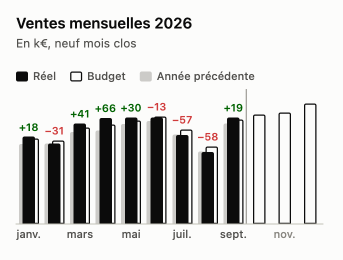 Ventes mensuelles 2026
En k€, neuf mois clos
Réel Budget Année précédente
+18 −31 +41 +66 +30 −13 −57 −58 +19
janv. mars mai juil. sept. nov.